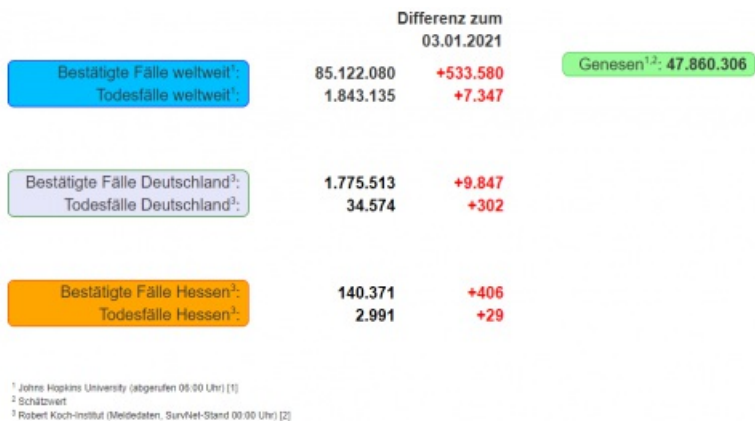 Differenz zum
03.01.2021
Bestätigte Fälle weltweit¹: 85.122.080 +533.580
Genesen¹,²: 47.860.306
Todesfälle weltweit¹: 1.843.135 +7.347
Bestätigte Fälle Deutschland³: 1.775.513 +9.847
Todesfälle Deutschland³: 34.574 +302
Bestätigte Fälle Hessen³: 140.371 +406
Todesfälle Hessen³: 2.991 +29
¹ Johns Hopkins University (abgerufen 06:00 Uhr) [1]
² Schätzwert
³ Robert Koch-Institut (Meldedaten, SurvNet-Stand 00:00 Uhr) [2]